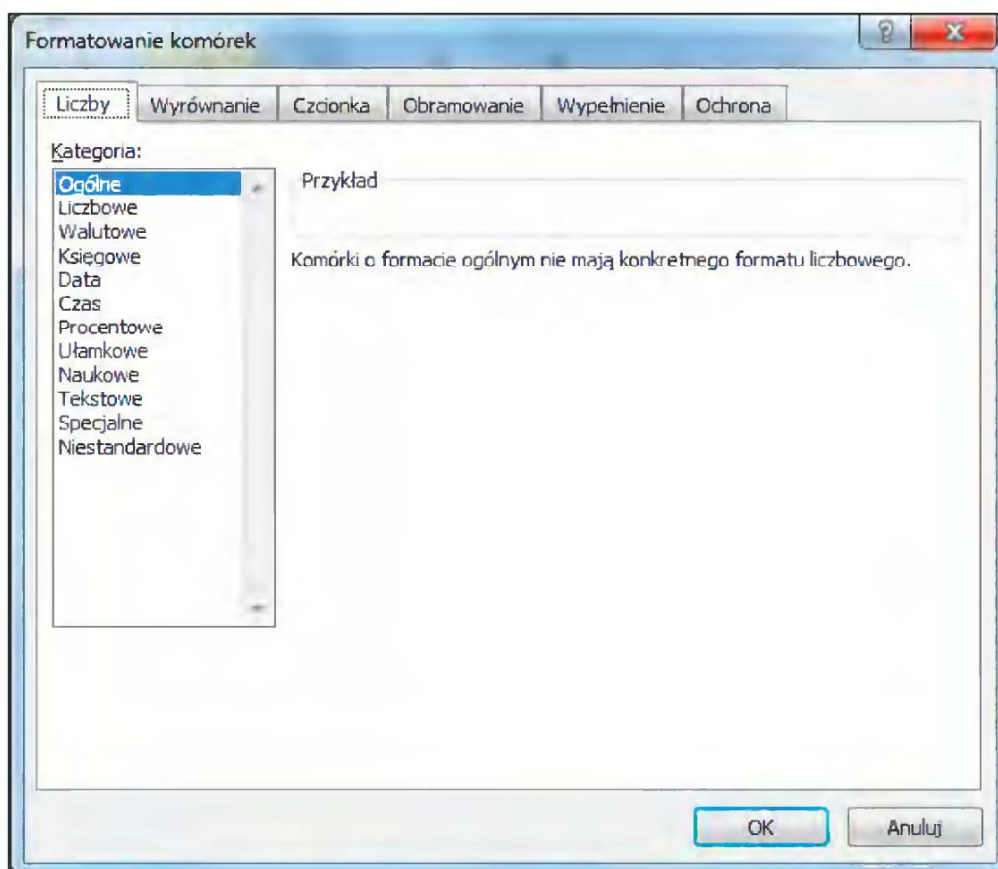 Formatowanie komórek
Liczby Wyrównanie Czcionka Obramowanie Wypełnienie Ochrona
Kategoria:
Ogólne
Liczbowe
Walutowe
Księgowe
Data
Czas
Procentowe
Ułamkowe
Naukowe
Tekstowe
Specjalne
Niestandardowe
Przykład
Komórki o formacie ogólnym nie mają konkretnego formatu liczbowego.
OK Anuluj